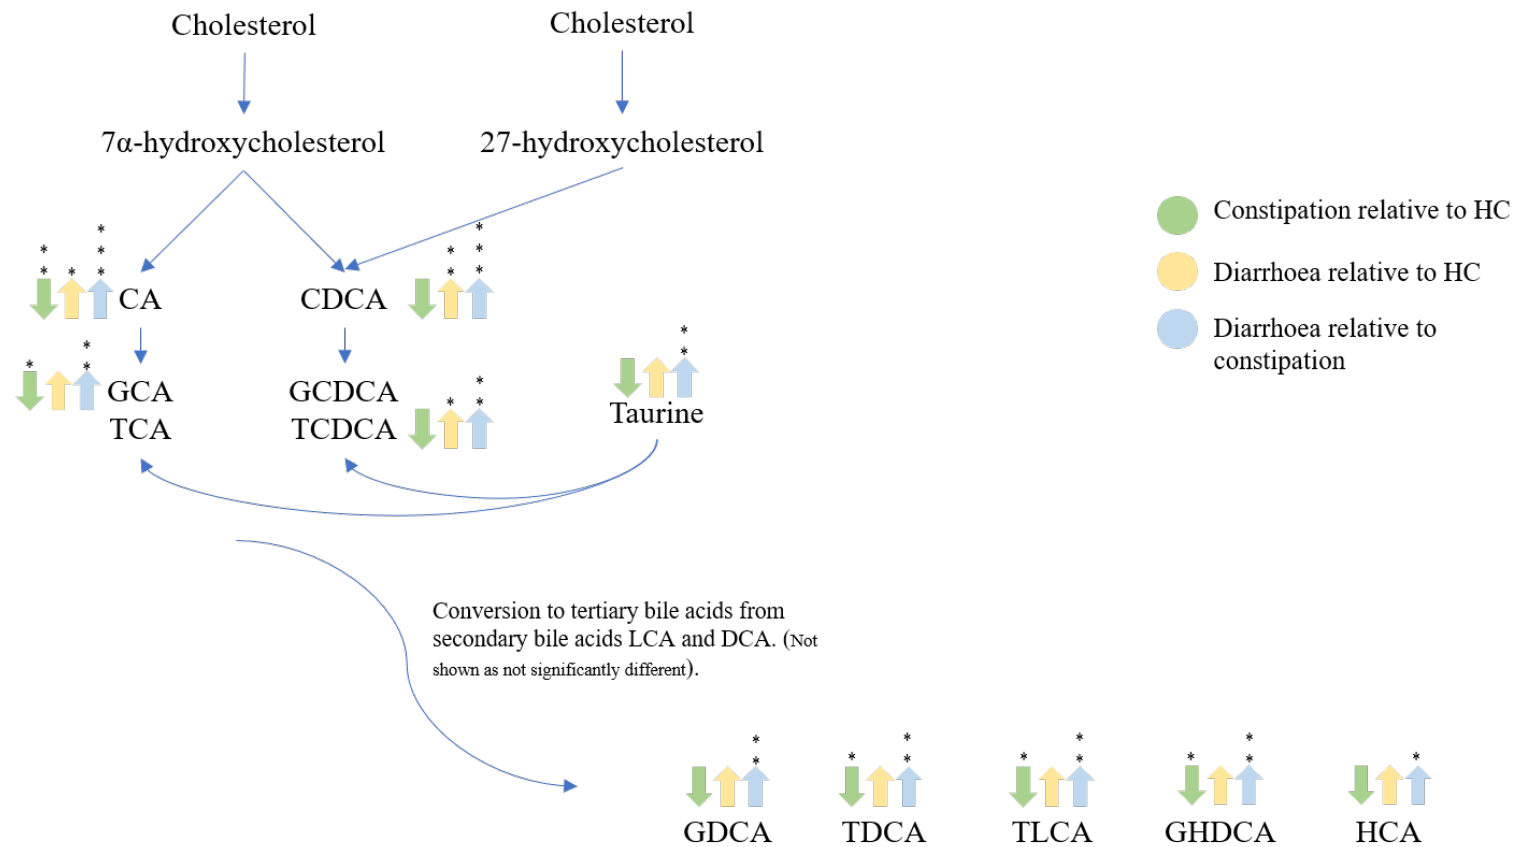 Cholesterol
Cholesterol
7α-hydroxycholesterol
27-hydroxycholesterol
Constipation relative to HC
Diarrhoea relative to HC
Diarrhoea relative to
constipation
* *
*
* * *
CA
CDCA
* *
* * *
*
* *
GCA
TCA
GCDCA
TCDCA
*
* *
* *
Taurine
Conversion to tertiary bile acids from
secondary bile acids LCA and DCA. (Not
shown as not significantly different).
* *
*
* *
*
* *
*
* *
*
GDCA
TDCA
TLCA
GHDCA
HCA